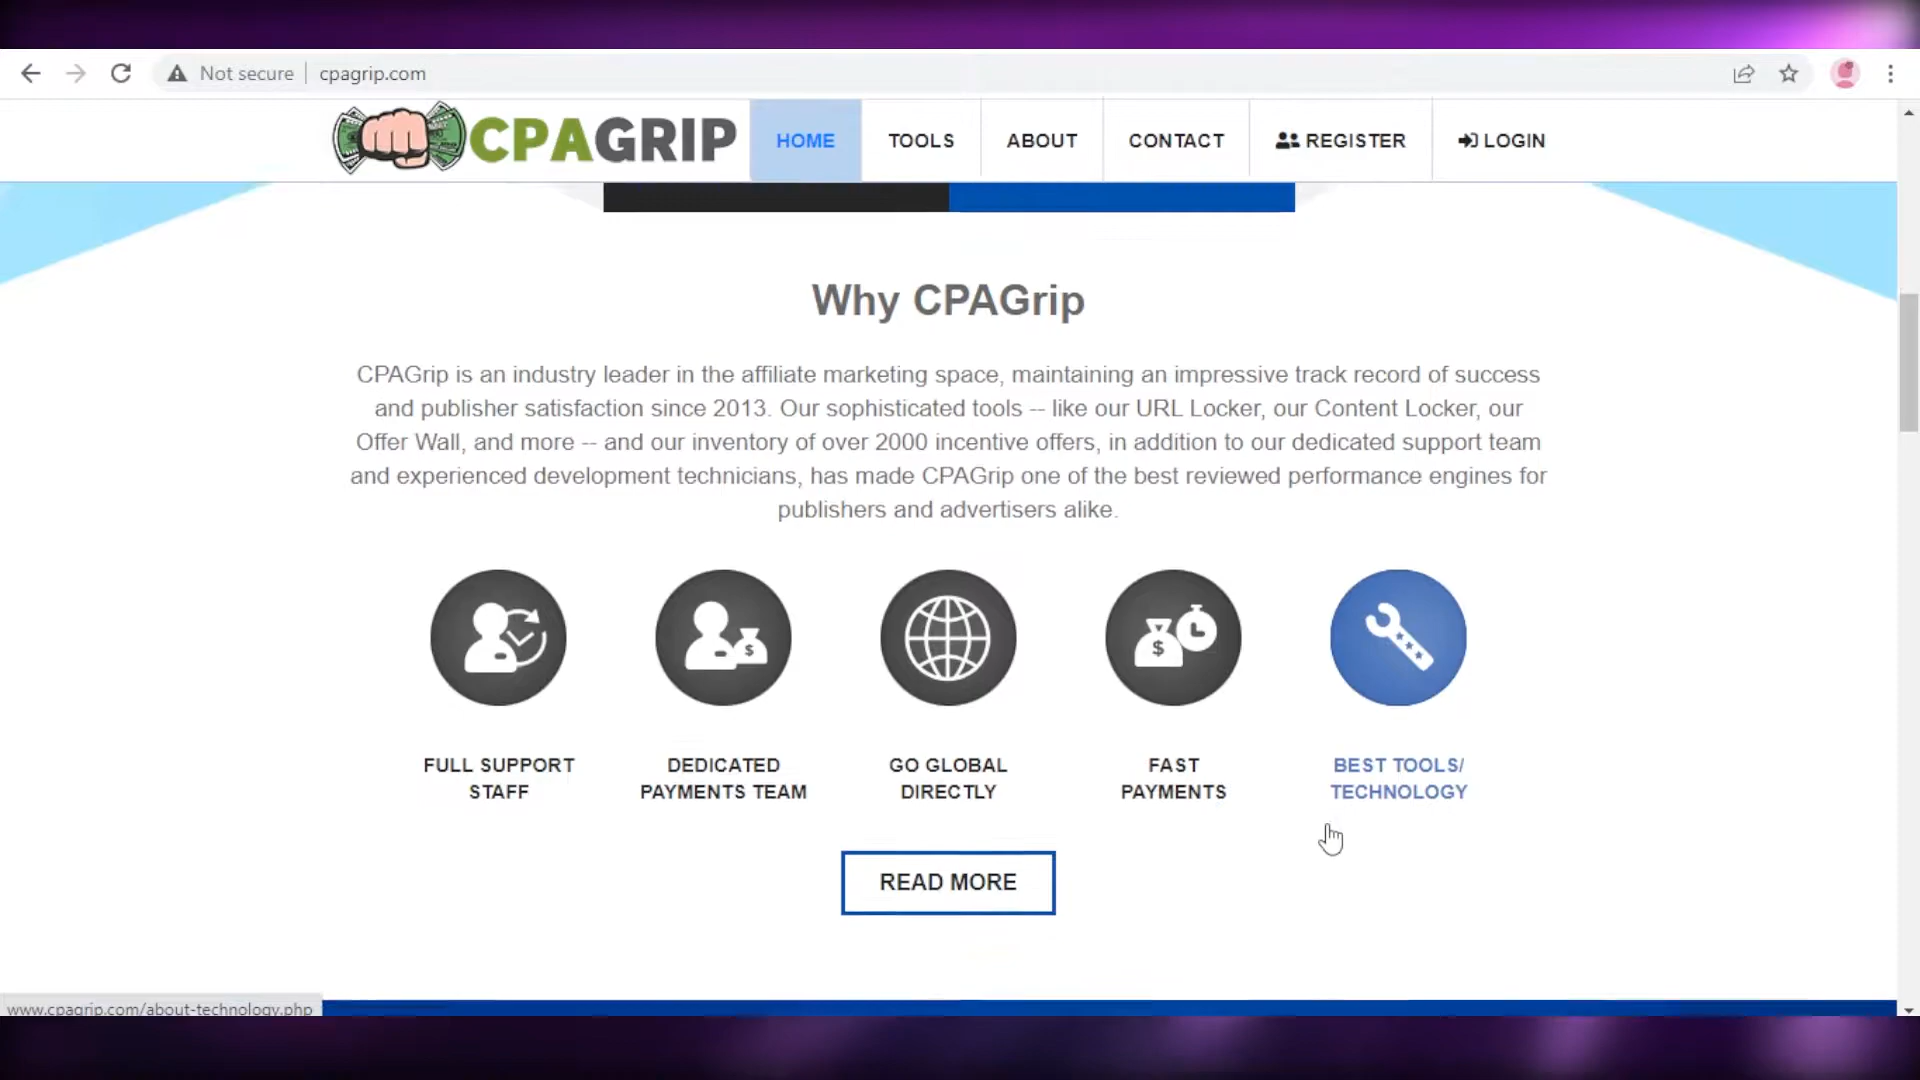 Not secure
cpagrip.com
CPAGRIP
HOME
TOOLS
ABOUT
CONTACT
REGISTER
LOGIN
Why CPAGrip
CPAGrip is an industry leader in the affiliate marketing space, maintaining an impressive track record of success
and publisher satisfaction since 2013. Our sophisticated tools -- like our URL Locker, our Content Locker, our
Offer Wall, and more -- and our inventory of over 2000 incentive offers, in addition to our dedicated support team
and experienced development technicians, has made CPAGrip one of the best reviewed performance engines for
publishers and advertisers alike.
FULL SUPPORT
STAFF
DEDICATED
PAYMENTS TEAM
GO GLOBAL
DIRECTLY
FAST
PAYMENTS
BEST TOOLS/
TECHNOLOGY
READ MORE
www.cpagrip.com/about-technology.php